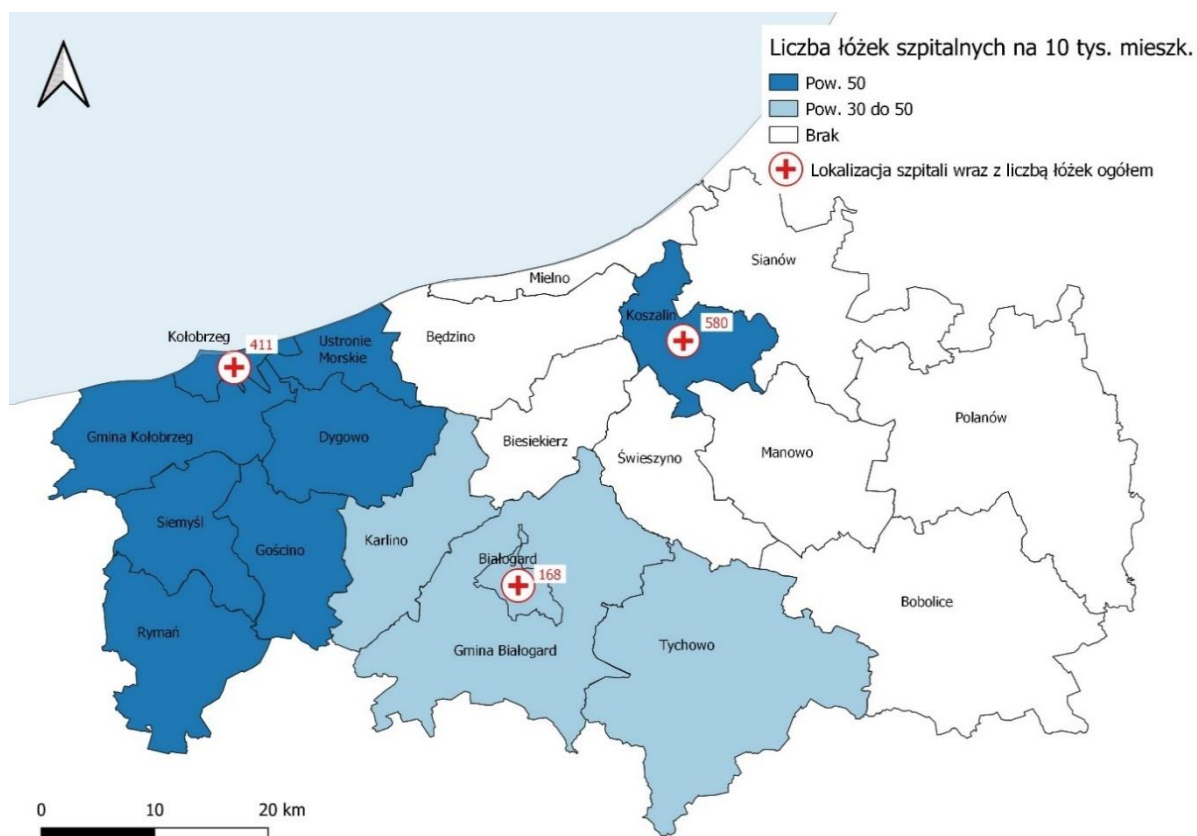 Liczba łóżek szpitalnych na 10 tys. mieszk.
Pow. 50
Pow. 30 do 50
Brak
Lokalizacja szpitali wraz z liczbą łóżek ogółem
Sianów
Mielno
Koszalin
580
Będzino
Kołobrzeg
411
Ustronie
Morskie
Polanów
Gmina Kołobrzeg
Dygowo
Biesiekierz
Świeszyno
Manowo
Siemyśl
Gościno
Karlino
Białogard
168
Bobolice
Rymań
Gmina Białogard
Tychowo
0 10 20 km